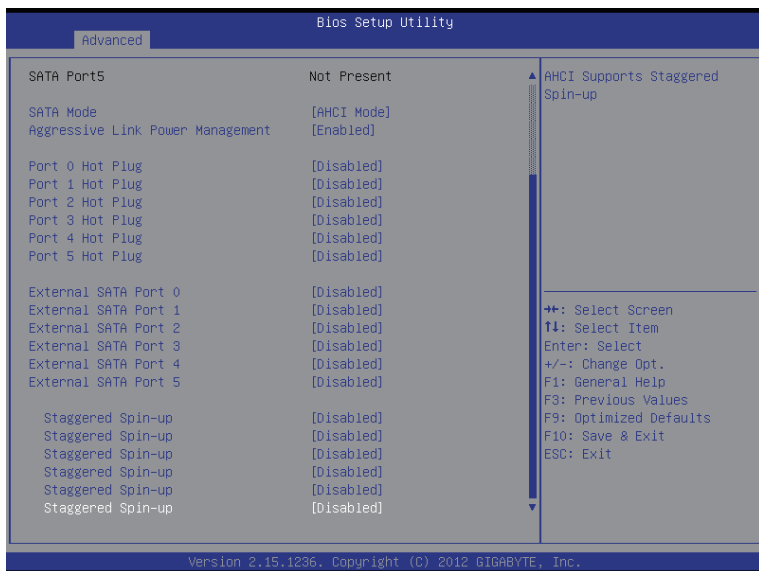 Bios Setup Utility
Advanced
SATA Port5 Not Present
SATA Mode [AHCI Mode]
Aggressive Link Power Management [Enabled]
Port 0 Hot Plug [Disabled]
Port 1 Hot Plug [Disabled]
Port 2 Hot Plug [Disabled]
Port 3 Hot Plug [Disabled]
Port 4 Hot Plug [Disabled]
Port 5 Hot Plug [Disabled]
External SATA Port 0 [Disabled]
External SATA Port 1 [Disabled]
External SATA Port 2 [Disabled]
External SATA Port 3 [Disabled]
External SATA Port 4 [Disabled]
External SATA Port 5 [Disabled]
Staggered Spin-up [Disabled]
Staggered Spin-up [Disabled]
Staggered Spin-up [Disabled]
Staggered Spin-up [Disabled]
Staggered Spin-up [Disabled]
Staggered Spin-up [Disabled]
AHCI Supports Staggered
Spin-up
→←: Select Screen
↑↓: Select Item
Enter: Select
+/-: Change Opt.
F1: General Help
F3: Previous Values
F9: Optimized Defaults
F10: Save & Exit
ESC: Exit
Version 2.15.1236. Copyright (C) 2012 GIGABYTE, Inc.